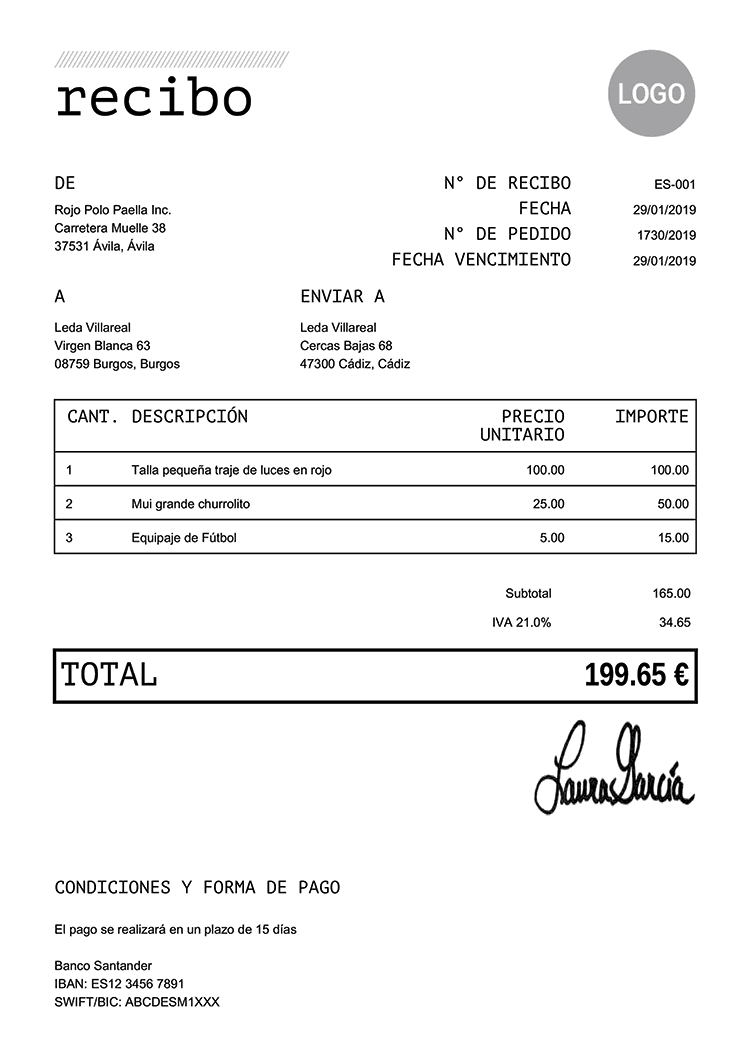 recibo
LOGO
DE
Rojo Polo Paella Inc.
Carretera Muelle 38
37531 Ávila, Ávila
N° DE RECIBO ES-001
FECHA 29/01/2019
N° DE PEDIDO 1730/2019
FECHA VENCIMIENTO 29/01/2019
A
Leda Villareal
Virgen Blanca 63
08759 Burgos, Burgos
ENVIAR A
Leda Villareal
Cercas Bajas 68
47300 Cádiz, Cádiz
CANT. DESCRIPCIÓN PRECIO UNITARIO IMPORTE
1 Talla pequeña traje de luces en rojo 100.00 100.00
2 Mui grande churrolito 25.00 50.00
3 Equipaje de Fútbol 5.00 15.00
Subtotal 165.00
IVA 21.0% 34.65
TOTAL 199.65 €
Laura García
CONDICIONES Y FORMA DE PAGO
El pago se realizará en un plazo de 15 días
Banco Santander
IBAN: ES12 3456 7891
SWIFT/BIC: ABCDESM1XXX